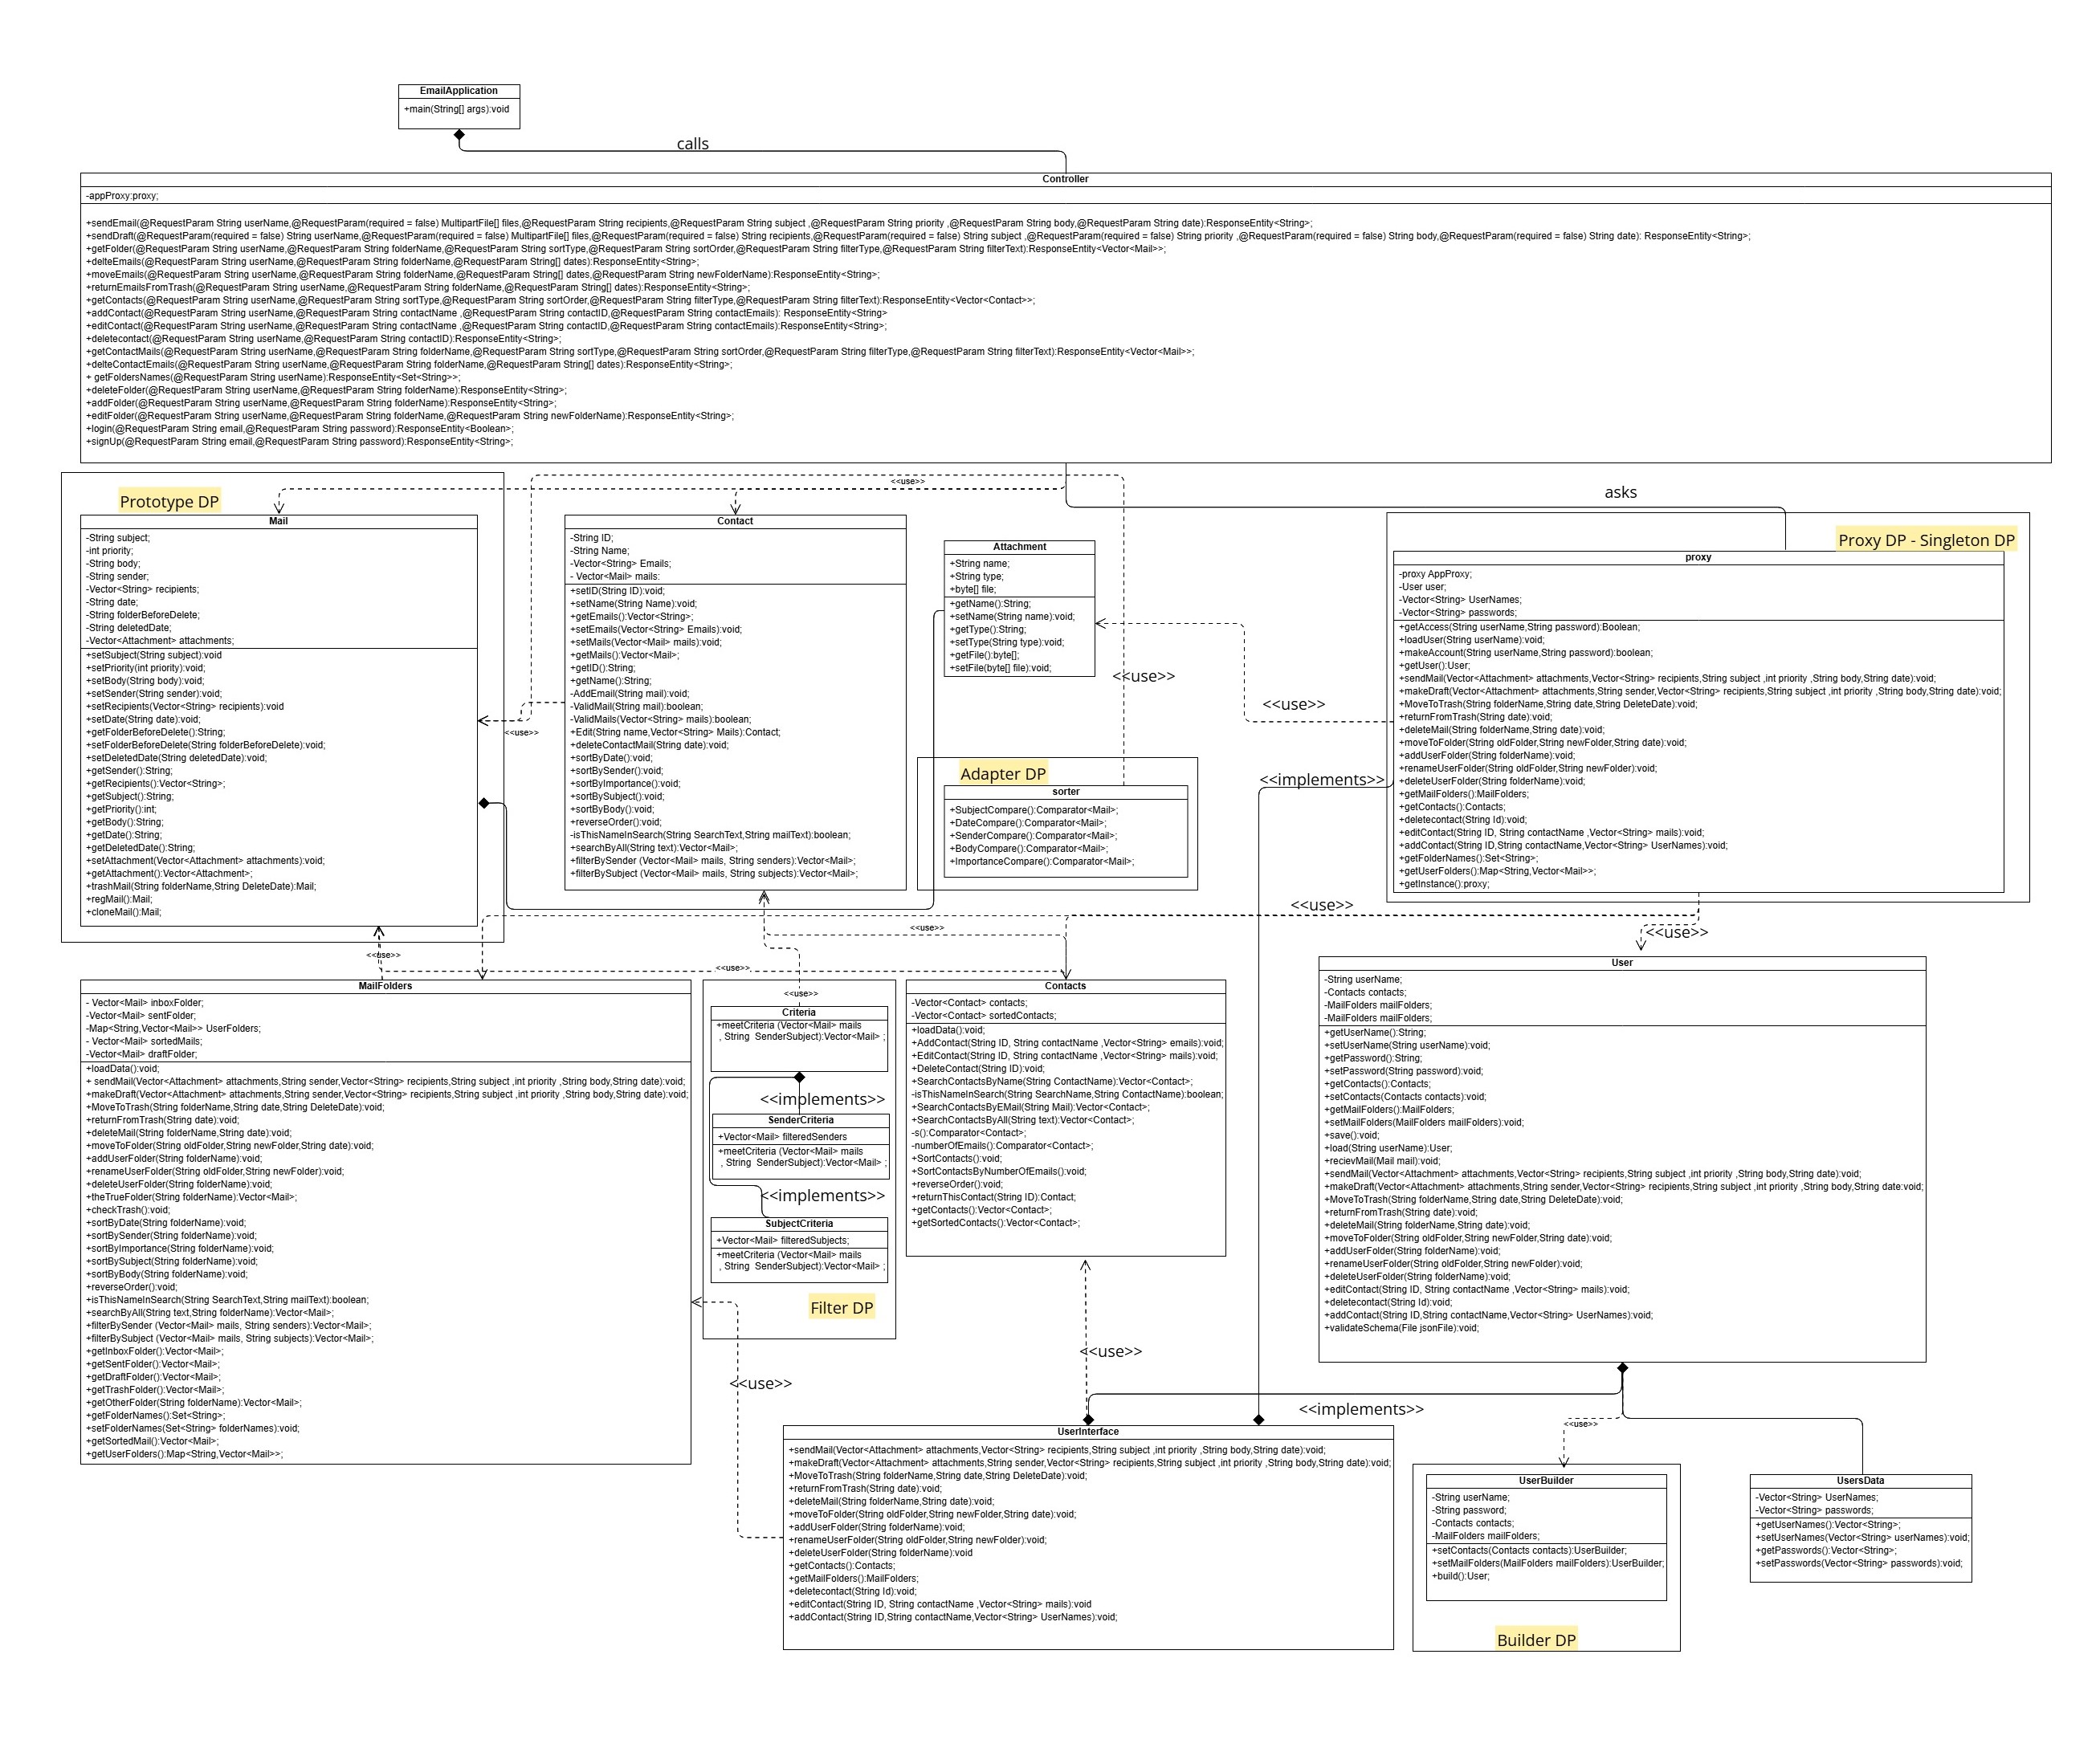 EmailApplication
+main(String[] args):void
calls
Controller
-appProxy:proxy;
+sendEmail(@RequestParam String userName,@RequestParam(required = false) MultipartFile[] files,@RequestParam String recipients,@RequestParam String subject ,@RequestParam String priority ,@RequestParam String body,@RequestParam String date):ResponseEntity<String>;
+sendDraft(@RequestParam(required = false) String userName,@RequestParam(required = false) MultipartFile[] files,@RequestParam(required = false) String recipients,@RequestParam(required = false) String subject ,@RequestParam(required = false) String priority ,@RequestParam(required = false) String body,@RequestParam(required = false) String date): ResponseEntity<String>;
+getFolder(@RequestParam String userName,@RequestParam String folderName,@RequestParam String sortType,@RequestParam String sortOrder,@RequestParam String filterType,@RequestParam String filterText):ResponseEntity<Vector<Mail>>;
+delteEmails(@RequestParam String userName,@RequestParam String folderName,@RequestParam String[] dates):ResponseEntity<String>;
+moveEmails(@RequestParam String userName,@RequestParam String folderName,@RequestParam String[] dates,@RequestParam String newFolderName):ResponseEntity<String>;
+returnEmailsFromTrash(@RequestParam String userName,@RequestParam String folderName,@RequestParam String[] dates):ResponseEntity<String>;
+getContacts(@RequestParam String userName,@RequestParam String sortType,@RequestParam String sortOrder,@RequestParam String filterType,@RequestParam String filterText):ResponseEntity<Vector<Contact>>;
+addContact(@RequestParam String userName,@RequestParam String contactName ,@RequestParam String contactID,@RequestParam String contactEmails): ResponseEntity<String>
+editContact(@RequestParam String userName,@RequestParam String contactName ,@RequestParam String contactID,@RequestParam String contactEmails):ResponseEntity<String>;
+deletecontact(@RequestParam String userName,@RequestParam String contactID):ResponseEntity<String>;
+getContactMails(@RequestParam String userName,@RequestParam String folderName,@RequestParam String sortType,@RequestParam String sortOrder,@RequestParam String filterType,@RequestParam String filterText):ResponseEntity<Vector<Mail>>;
+delteContactEmails(@RequestParam String userName,@RequestParam String folderName,@RequestParam String[] dates):ResponseEntity<String>;
+ getFoldersNames(@RequestParam String userName):ResponseEntity<Set<String>>;
+deleteFolder(@RequestParam String userName,@RequestParam String folderName):ResponseEntity<String>;
+addFolder(@RequestParam String userName,@RequestParam String folderName):ResponseEntity<String>;
+editFolder(@RequestParam String userName,@RequestParam String folderName,@RequestParam String newFolderName):ResponseEntity<String>;
+login(@RequestParam String email,@RequestParam String password):ResponseEntity<Boolean>;
+signUp(@RequestParam String email,@RequestParam String password):ResponseEntity<String>;
<<use>>
asks
Prototype DP
Mail
-String subject;
-int priority;
-String body;
-String sender;
-Vector<String> recipients;
-String date;
-String folderBeforeDelete;
-String deletedDate;
-Vector<Attachment> attachments;
+setSubject(String subject):void
+setPriority(int priority):void;
+setBody(String body):void;
+setSender(String sender):void;
+setRecipients(Vector<String> recipients):void
+setDate(String date):void;
+getFolderBeforeDelete():String;
+setFolderBeforeDelete(String folderBeforeDelete):void;
+setDeletedDate(String deletedDate):void;
+getSender():String;
+getRecipients():Vector<String>;
+getSubject():String;
+getPriority():int;
+getBody():String;
+getDate():String;
+getDeletedDate():String;
+setAttachment(Vector<Attachment> attachments):void;
+getAttachment():Vector<Attachment>;
+trashMail(String folderName,String DeleteDate):Mail;
+regMail():Mail;
+cloneMail():Mail;
<<use>>
Contact
-String ID;
-String Name;
-Vector<String> Emails;
- Vector<Mail> mails:
+setID(String ID):void;
+setName(String Name):void;
+getEmails():Vector<String>;
+setEmails(Vector<String> Emails):void;
+setMails(Vector<Mail> mails):void;
+getMails():Vector<Mail>;
+getID():String;
+getName():String;
-AddEmail(String mail):void;
-ValidMail(String mail):boolean;
-ValidMails(Vector<String> mails):boolean;
+Edit(String name,Vector<String> Mails):Contact;
+deleteContactMail(String date):void;
+sortByDate():void;
+sortBySender():void;
+sortByImportance():void;
+sortBySubject():void;
+sortByBody():void;
+reverseOrder():void;
-isThisNameInSearch(String SearchText,String mailText):boolean;
+searchByAll(String text):Vector<Mail>;
+filterBySender (Vector<Mail> mails, String senders):Vector<Mail>;
+filterBySubject (Vector<Mail> mails, String subjects):Vector<Mail>;
Attachment
+String name;
+String type;
+byte[] file;
+getName():String;
+setName(String name):void;
+getType():String;
+setType(String type):void;
+getFile():byte[];
+setFile(byte[] file):void;
<<use>>
<<use>>
Adapter DP
sorter
+SubjectCompare():Comparator<Mail>;
+DateCompare():Comparator<Mail>;
+SenderCompare():Comparator<Mail>;
+BodyCompare():Comparator<Mail>;
+ImportanceCompare():Comparator<Mail>;
<<implements>>
Proxy DP - Singleton DP
proxy
-proxy AppProxy;
-User user;
-Vector<String> UserNames;
-Vector<String> passwords;
+getAccess(String userName,String password):Boolean;
+loadUser(String userName):void;
+makeAccount(String userName,String password):boolean;
+getUser():User;
+sendMail(Vector<Attachment> attachments,Vector<String> recipients,String subject ,int priority ,String body,String date):void;
+makeDraft(Vector<Attachment> attachments,String sender,Vector<String> recipients,String subject ,int priority ,String body,String date):void;
+MoveToTrash(String folderName,String date,String DeleteDate):void;
+returnFromTrash(String date):void;
+deleteMail(String folderName,String date):void;
+moveToFolder(String oldFolder,String newFolder,String date):void;
+addUserFolder(String folderName):void;
+renameUserFolder(String oldFolder,String newFolder):void;
+deleteUserFolder(String folderName):void;
+getMailFolders():MailFolders;
+getContacts():Contacts;
+deletecontact(String Id):void;
+editContact(String ID, String contactName ,Vector<String> mails):void;
+addContact(String ID,String contactName,Vector<String> UserNames):void;
+getFolderNames():Set<String>;
+getUserFolders():Map<String,Vector<Mail>>;
+getInstance():proxy;
<<use>>
<<use>>
<<use>>
<<use>>
<<use>>
MailFolders
- Vector<Mail> inboxFolder;
-Vector<Mail> sentFolder;
-Map<String,Vector<Mail>> UserFolders;
- Vector<Mail> sortedMails;
-Vector<Mail> draftFolder;
+loadData():void;
+ sendMail(Vector<Attachment> attachments,String sender,Vector<String> recipients,String subject ,int priority ,String body,String date):void;
+makeDraft(Vector<Attachment> attachments,String sender,Vector<String> recipients,String subject ,int priority ,String body,String date):void;
+MoveToTrash(String folderName,String date,String DeleteDate):void;
+returnFromTrash(String date):void;
+deleteMail(String folderName,String date):void;
+moveToFolder(String oldFolder,String newFolder,String date):void;
+addUserFolder(String folderName):void;
+renameUserFolder(String oldFolder,String newFolder):void;
+deleteUserFolder(String folderName):void;
+theTrueFolder(String folderName):Vector<Mail>;
+checkTrash():void;
+sortByDate(String folderName):void;
+sortBySender(String folderName):void;
+sortByImportance(String folderName):void;
+sortBySubject(String folderName):void;
+sortByBody(String folderName):void;
+reverseOrder():void;
+isThisNameInSearch(String SearchText,String mailText):boolean;
+searchByAll(String text,String folderName):Vector<Mail>;
+filterBySender (Vector<Mail> mails, String senders):Vector<Mail>;
+filterBySubject (Vector<Mail> mails, String subjects):Vector<Mail>;
+getInboxFolder():Vector<Mail>;
+getSentFolder():Vector<Mail>;
+getDraftFolder():Vector<Mail>;
+getTrashFolder():Vector<Mail>;
+getOtherFolder(String folderName):Vector<Mail>;
+getFolderNames():Set<String>;
+setFolderNames(Set<String> folderNames):void;
+getSortedMail():Vector<Mail>;
+getUserFolders():Map<String,Vector<Mail>>;
<<use>>
Criteria
+meetCriteria (Vector<Mail> mails
, String  SenderSubject):Vector<Mail> ;
<<implements>>
SenderCriteria
+Vector<Mail> filteredSenders
+meetCriteria (Vector<Mail> mails
, String  SenderSubject):Vector<Mail> ;
<<implements>>
SubjectCriteria
+Vector<Mail> filteredSubjects;
+meetCriteria (Vector<Mail> mails
, String  SenderSubject):Vector<Mail> ;
Filter DP
<<use>>
Contacts
-Vector<Contact> contacts;
-Vector<Contact> sortedContacts;
+loadData():void;
+AddContact(String ID, String contactName ,Vector<String> emails):void;
+EditContact(String ID, String contactName ,Vector<String> mails):void;
+DeleteContact(String ID):void;
+SearchContactsByName(String ContactName):Vector<Contact>;
-isThisNameInSearch(String SearchName,String ContactName):boolean;
+SearchContactsByEMail(String Mail):Vector<Contact>;
+SearchContactsByAll(String text):Vector<Contact>;
-s():Comparator<Contact>;
-numberOfEmails():Comparator<Contact>;
+SortContacts():void;
+SortContactsByNumberOfEmails():void;
+reverseOrder():void;
+returnThisContact(String ID):Contact;
+getContacts():Vector<Contact>;
+getSortedContacts():Vector<Contact>;
<<use>>
User
-String userName;
-Contacts contacts;
-MailFolders mailFolders;
-MailFolders mailFolders;
+getUserName():String;
+setUserName(String userName):void;
+getPassword():String;
+setPassword(String password):void;
+getContacts():Contacts;
+setContacts(Contacts contacts):void;
+getMailFolders():MailFolders;
+setMailFolders(MailFolders mailFolders):void;
+save():void;
+load(String userName):User;
+recievMail(Mail mail):void;
+sendMail(Vector<Attachment> attachments,Vector<String> recipients,String subject ,int priority ,String body,String date):void;
+makeDraft(Vector<Attachment> attachments,String sender,Vector<String> recipients,String subject ,int priority ,String body,String date:void;
+MoveToTrash(String folderName,String date,String DeleteDate):void;
+returnFromTrash(String date):void;
+deleteMail(String folderName,String date):void;
+moveToFolder(String oldFolder,String newFolder,String date):void;
+addUserFolder(String folderName):void;
+renameUserFolder(String oldFolder,String newFolder):void;
+deleteUserFolder(String folderName):void;
+editContact(String ID, String contactName ,Vector<String> mails):void;
+deletecontact(String Id):void;
+addContact(String ID,String contactName,Vector<String> UserNames):void;
+validateSchema(File jsonFile):void;
<<implements>>
<<use>>
UserInterface
+sendMail(Vector<Attachment> attachments,Vector<String> recipients,String subject ,int priority ,String body,String date):void;
+makeDraft(Vector<Attachment> attachments,String sender,Vector<String> recipients,String subject ,int priority ,String body,String date):void;
+MoveToTrash(String folderName,String date,String DeleteDate):void;
+returnFromTrash(String date):void;
+deleteMail(String folderName,String date):void;
+moveToFolder(String oldFolder,String newFolder,String date):void;
+addUserFolder(String folderName):void;
+renameUserFolder(String oldFolder,String newFolder):void;
+deleteUserFolder(String folderName):void
+getContacts():Contacts;
+getMailFolders():MailFolders;
+deletecontact(String Id):void;
+editContact(String ID, String contactName ,Vector<String> mails):void
+addContact(String ID,String contactName,Vector<String> UserNames):void;
UserBuilder
-String userName;
-String password;
-Contacts contacts;
-MailFolders mailFolders;
+setContacts(Contacts contacts):UserBuilder;
+setMailFolders(MailFolders mailFolders):UserBuilder;
+build():User;
Builder DP
UsersData
-Vector<String> UserNames;
-Vector<String> passwords;
+getUserNames():Vector<String>;
+setUserNames(Vector<String> userNames):void;
+getPasswords():Vector<String>;
+setPasswords(Vector<String> passwords):void;